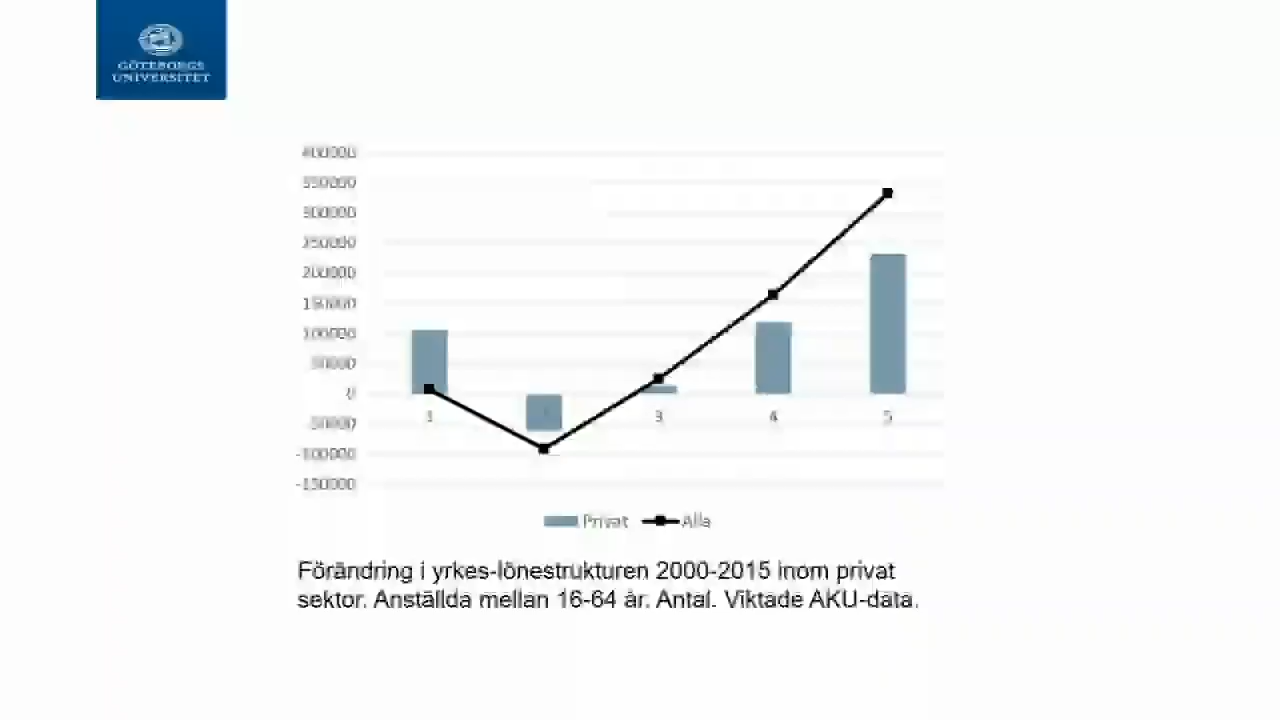 GÖTEBORGS
UNIVERSITET
400000
350000
300000
250000
200000
150000
100000
50000
0
-50000
-100000
-150000
1
2
3
4
5
Privat
Alla
Förändring i yrkes-lönestrukturen 2000-2015 inom privat
sektor. Anställda mellan 16-64 år. Antal. Viktade AKU-data.